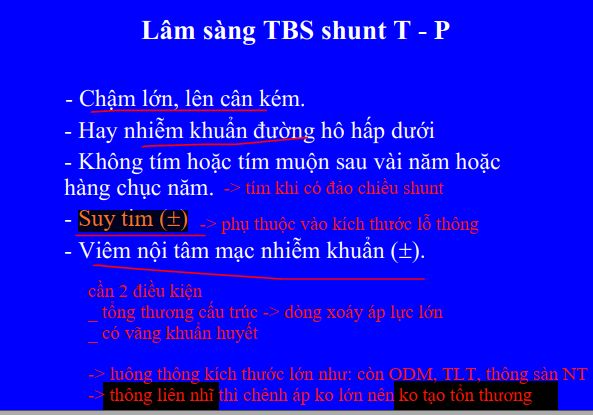 Lâm sàng TBS shunt T - P
- Chậm lớn, lên cân kém.
- Hay nhiễm khuẩn đường hô hấp dưới
- Không tím hoặc tím muộn sau vài năm hoặc
hàng chục năm. -> tím khi có đảo chiều shunt
- Suy tim (±) -> phụ thuộc vào kích thước lỗ thông
- Viêm nội tâm mạc nhiễm khuẩn (±).
cần 2 điều kiện
_ tổng thương cấu trúc -> dòng xoáy áp lực lớn
_ có vãng khuẩn huyết
-> luông thông kích thước lớn như: còn ODM, TLT, thông sàn NT
-> thông liên nhĩ thì chênh áp ko lớn nên ko tạo tổn thương